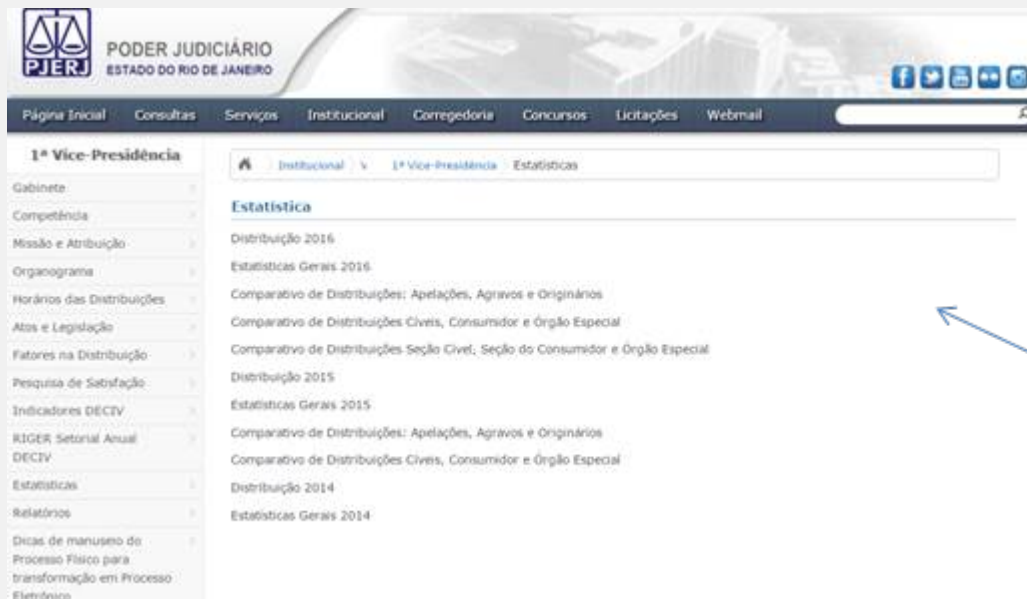 PJERJ
PODER JUDICIÁRIO
ESTADO DO RIO DE JANEIRO
Página Inicial Consultas Serviços Institucional Corregedoria Concursos Licitações Webmail
1ª Vice-Presidência
Gabinete
Competência
Missão e Atribuição
Organograma
Horários das Distribuições
Atos e Legislação
Fatores na Distribuição
Pesquisa de Satisfação
Indicadores DECIV
RIGER Setorial Anual
DECIV
Estatísticas
Relatórios
Dicas de manuseio do
Processo Físico para
transformação em Processo
Eletrônico
Institucional 1ª Vice-Presidência Estatísticas
Estatística
Distribuição 2016
Estatísticas Gerais 2016
Comparativo de Distribuições: Apelações, Agravos e Originários
Comparativo de Distribuições Cíveis, Consumidor e Órgão Especial
Comparativo de Distribuições Seção Cível, Seção do Consumidor e Órgão Especial
Distribuição 2015
Estatísticas Gerais 2015
Comparativo de Distribuições: Apelações, Agravos e Originários
Comparativo de Distribuições Cíveis, Consumidor e Órgão Especial
Distribuição 2014
Estatísticas Gerais 2014